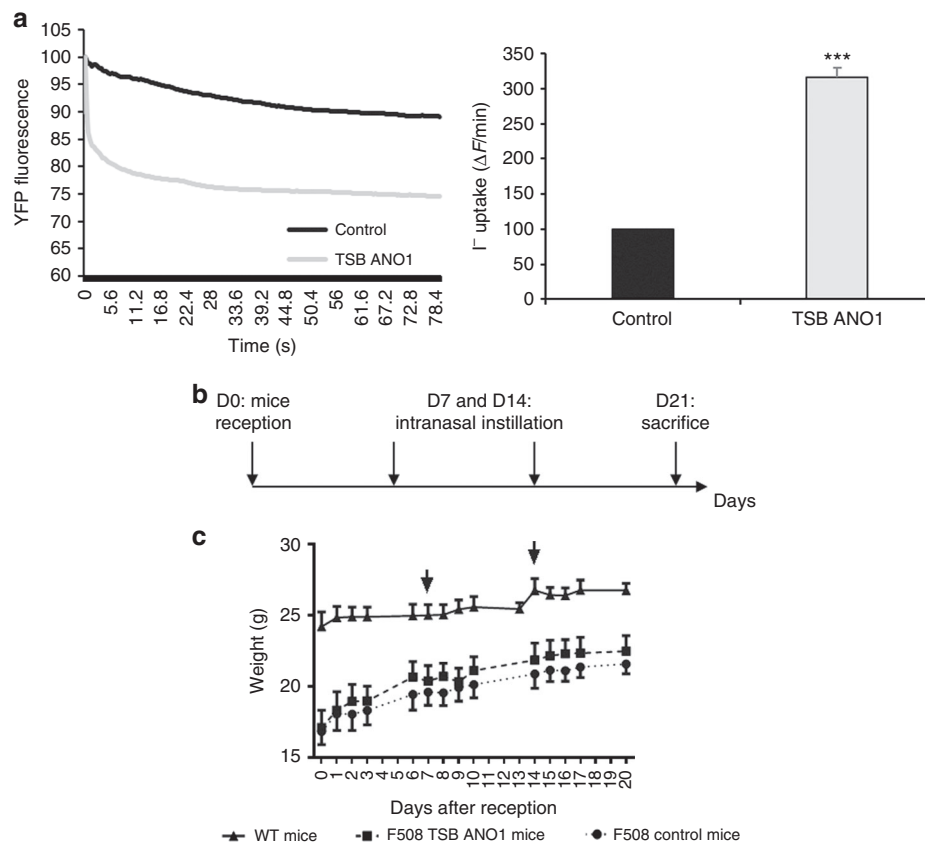 a
YFP fluorescence
100
95
90
85
80
75
70
65
60
Control
TSB ANO1
0
5.6
11.2
16.8
22.4
28
33.6
39.2
44.8
50.4
56
61.6
67.2
72.8
78.4
Time (s)
I⁻ uptake (ΔF/min)
350
300
250
200
150
100
50
0
***
Control
TSB ANO1
b
D0: mice
reception
D7 and D14:
intranasal instillation
D21:
sacrifice
Days
c
Weight (g)
30
25
20
15
0
1
2
3
4
5
6
7
8
9
10
11
12
13
14
15
16
17
18
19
20
Days after reception
WT mice
F508 TSB ANO1 mice
F508 control mice